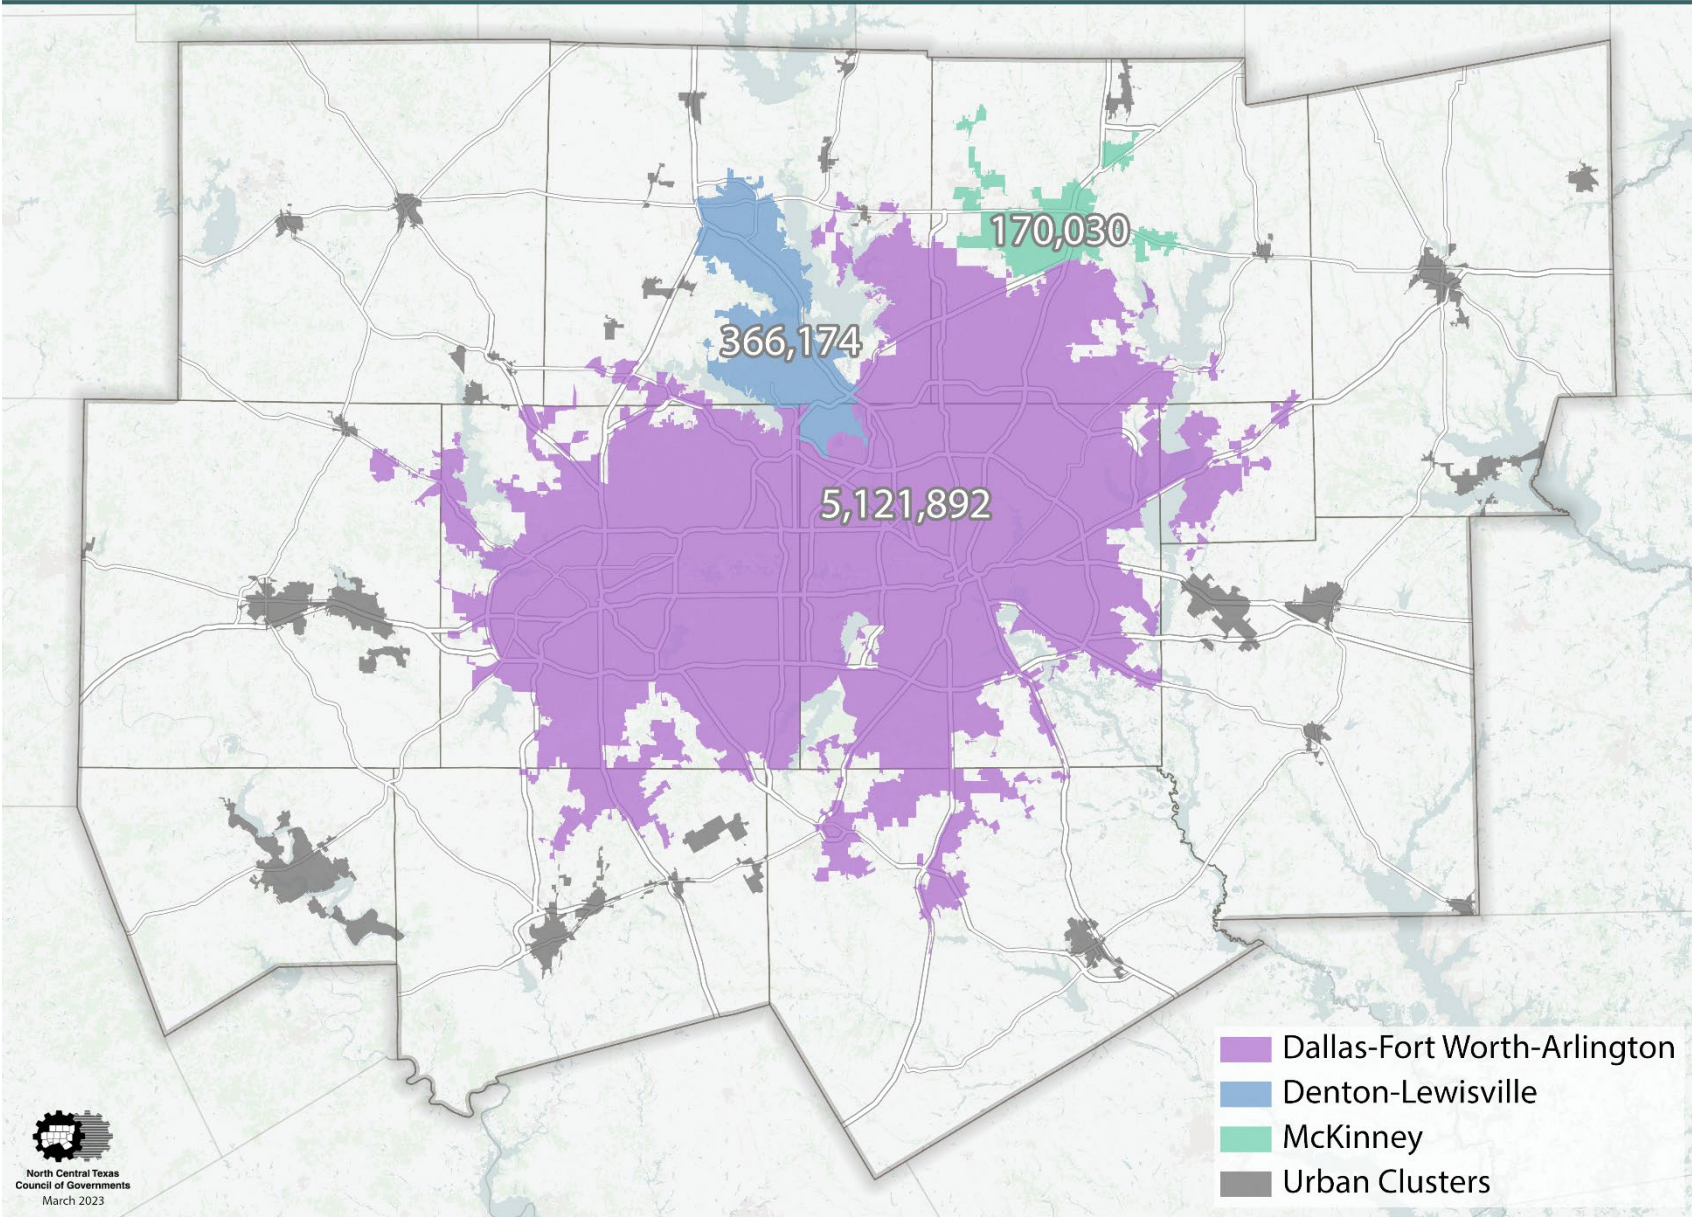 170,030
366,174
5,121,892
Dallas-Fort Worth-Arlington
Denton-Lewisville
McKinney
Urban Clusters
North Central Texas
Council of Governments
March 2023